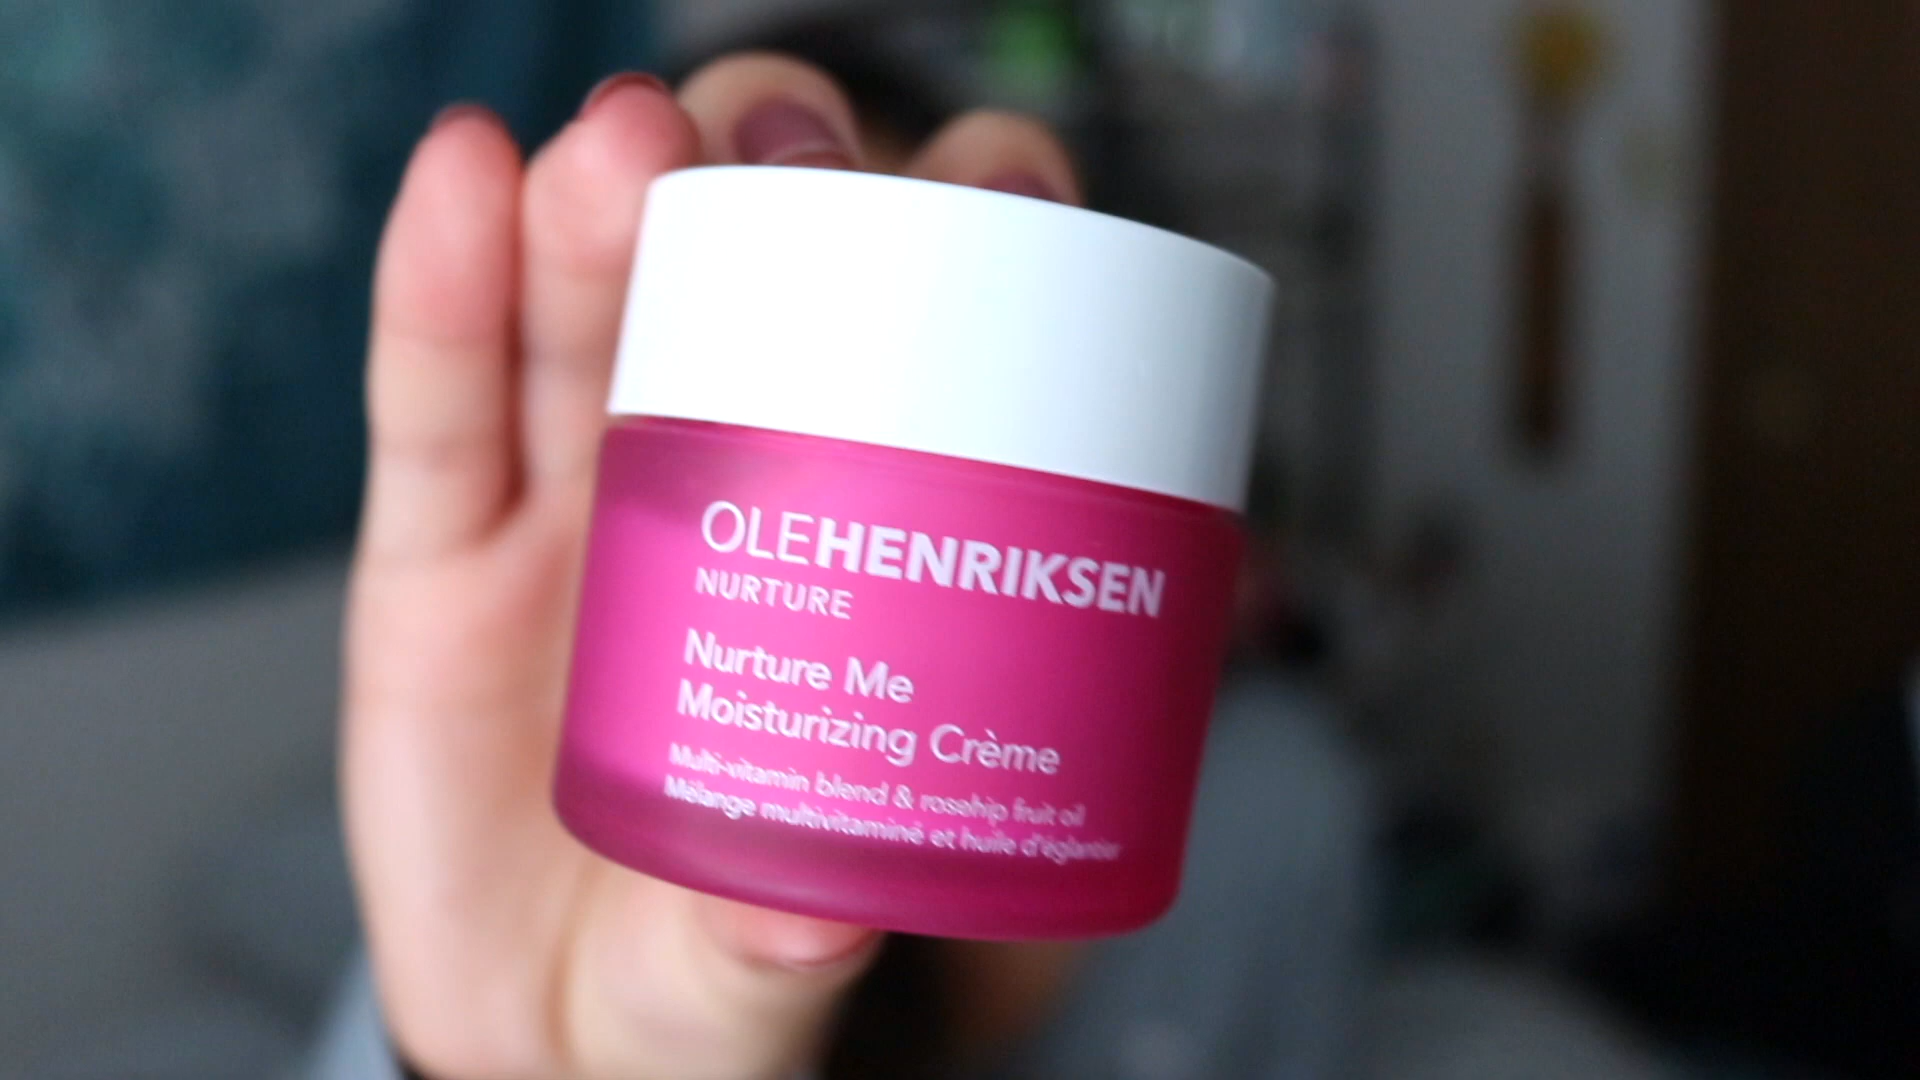 OLEHENRIKSEN
NURTURE
Nurture Me
Moisturizing Crème
Multi-vitamin blend & rosehip fruit oil
Mélange multivitaminé et huile d'églantier